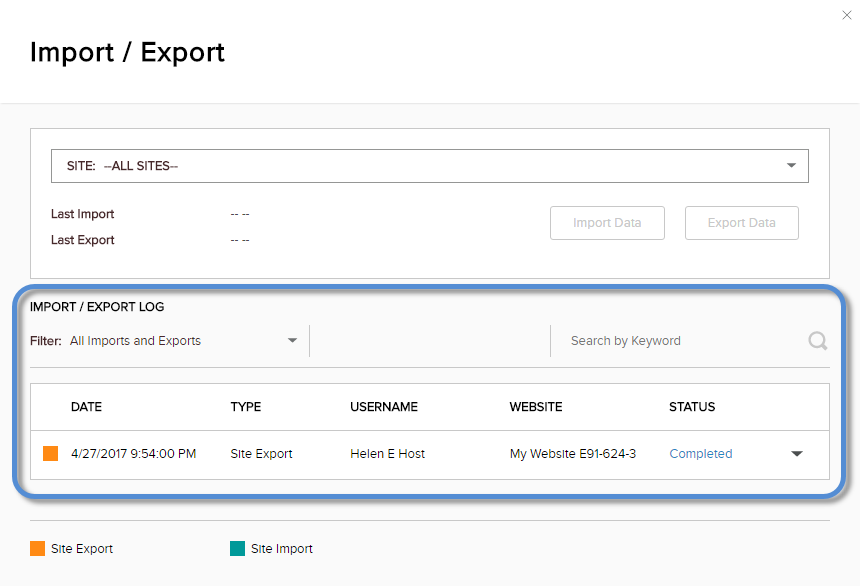 Import / Export
SITE: --ALL SITES--
Last Import -- --
Import Data Export Data
Last Export -- --
IMPORT / EXPORT LOG
Filter: All Imports and Exports Search by Keyword
DATE TYPE USERNAME WEBSITE STATUS
4/27/2017 9:54:00 PM Site Export Helen E Host My Website E91-624-3 Completed
Site Export Site Import